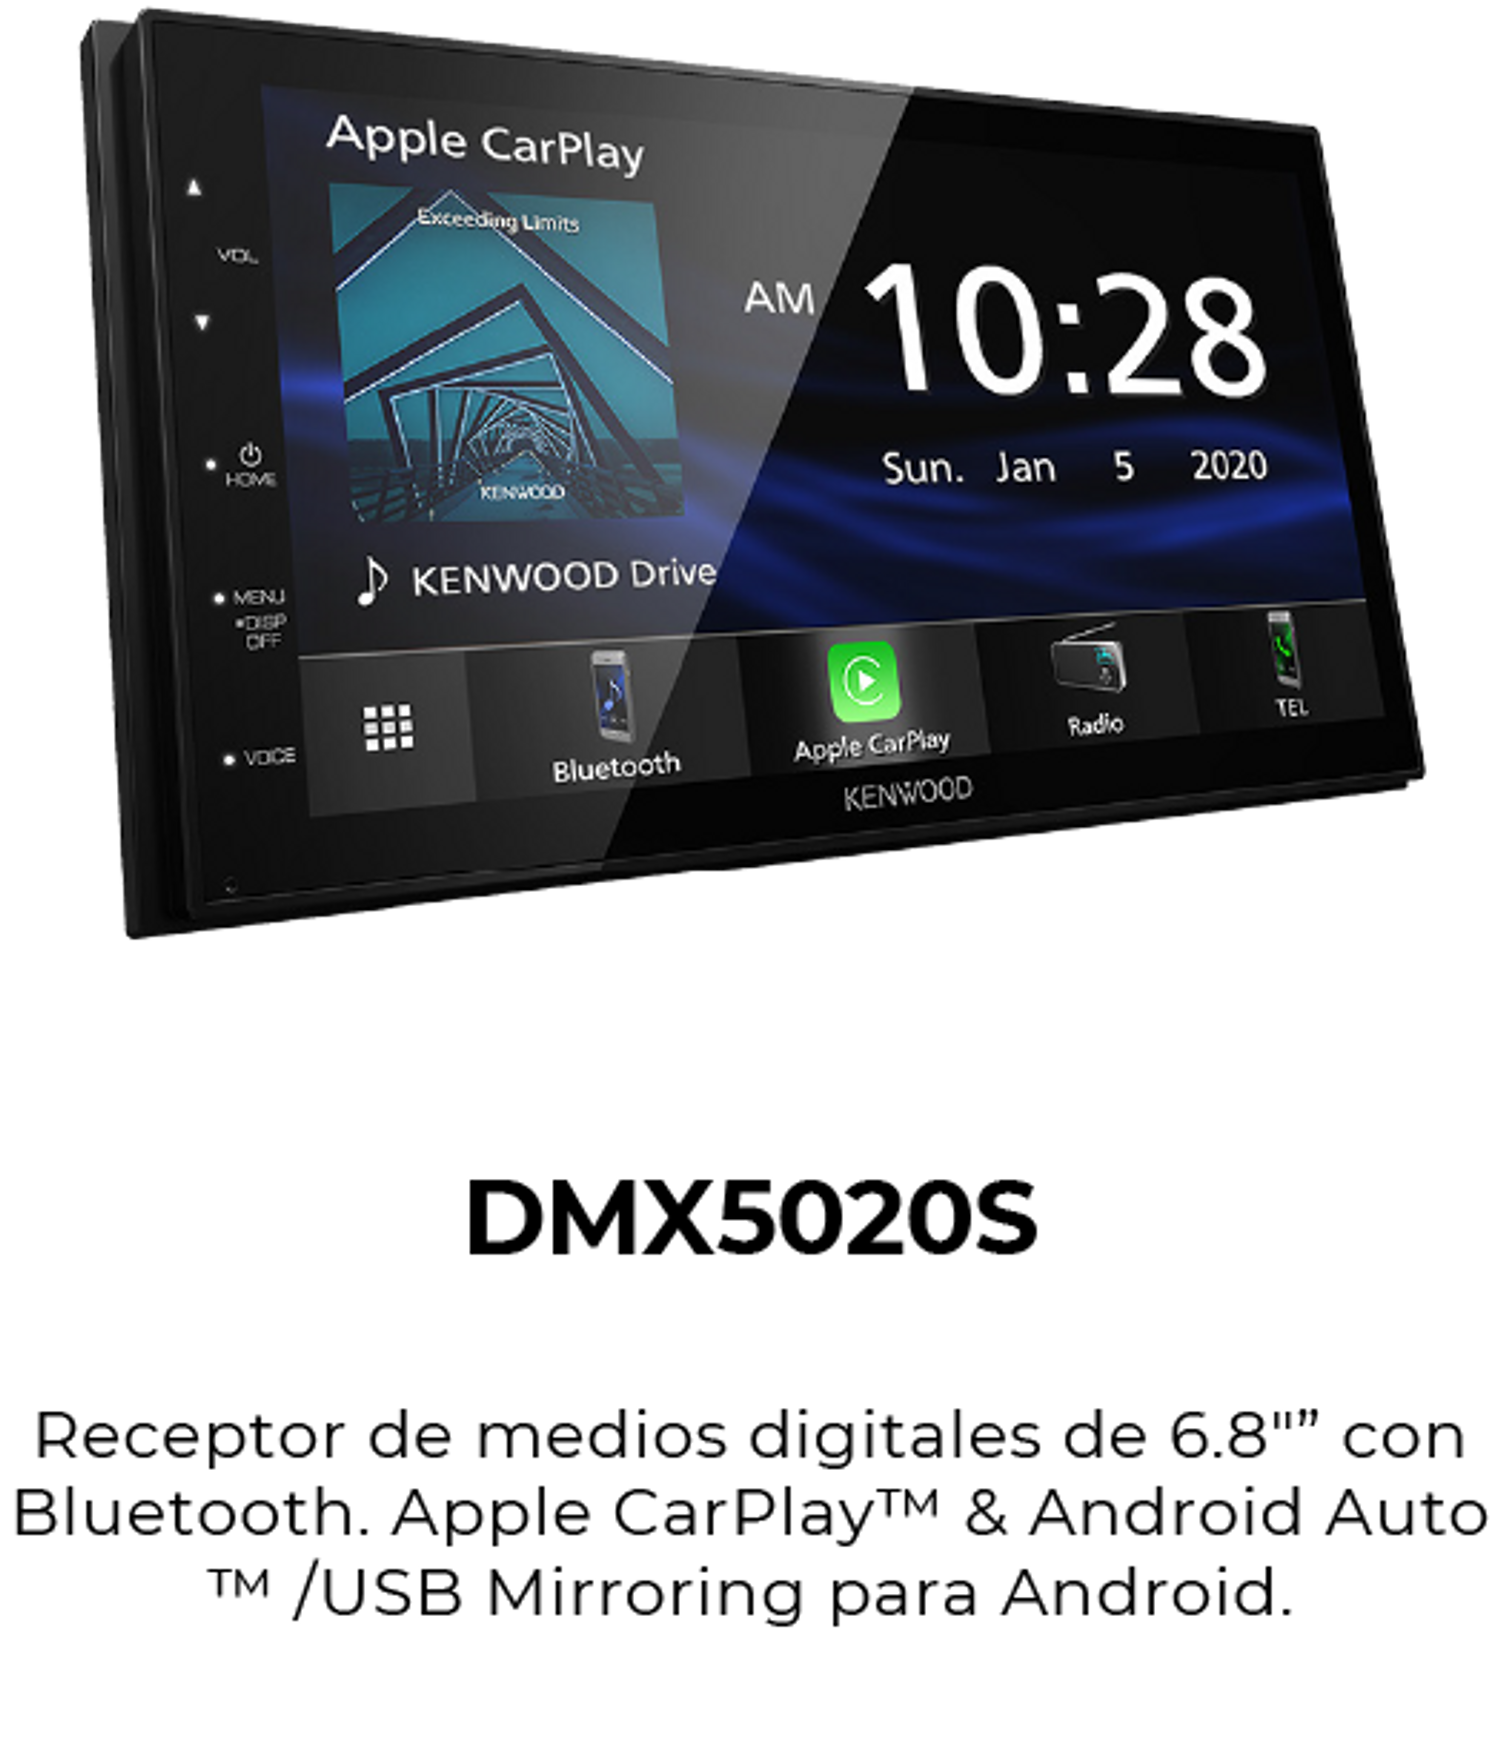 Apple CarPlay
Exceeding Limits
KENWOOD
AM 10:28
Sun. Jan 5 2020
KENWOOD Drive
VOL
HOME
MENU
•DISP
OFF
VOICE
Bluetooth
Apple CarPlay
Radio
TEL
KENWOOD
DMX5020S
Receptor de medios digitales de 6.8"” con
Bluetooth. Apple CarPlay™ & Android Auto
™ /USB Mirroring para Android.